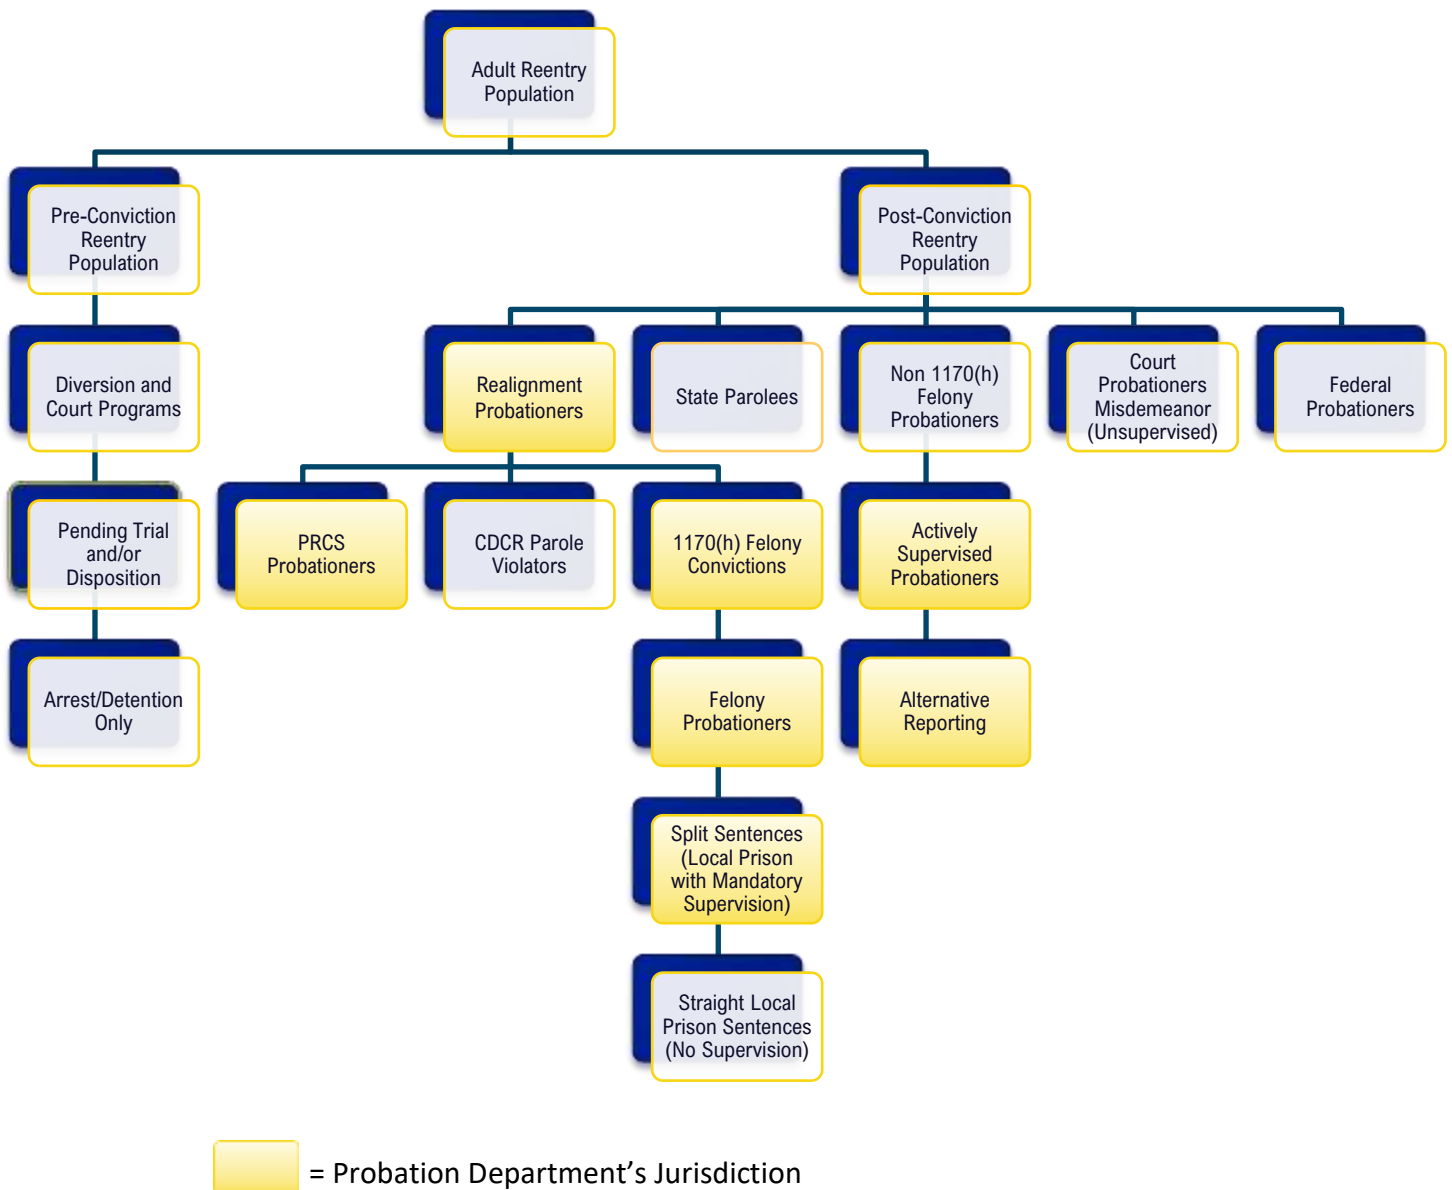 Adult Reentry
Population
Pre-Conviction
Reentry
Population
Post-Conviction
Reentry
Population
Diversion and
Court Programs
Realignment
Probationers
State Parolees
Non 1170(h)
Felony
Probationers
Court
Probationers
Misdemeanor
(Unsupervised)
Federal
Probationers
Pending Trial
and/or
Disposition
PRCS
Probationers
CDCR Parole
Violators
1170(h) Felony
Convictions
Actively
Supervised
Probationers
Arrest/Detention
Only
Felony
Probationers
Alternative
Reporting
Split Sentences
(Local Prison
with Mandatory
Supervision)
Straight Local
Prison Sentences
(No Supervision)
= Probation Department’s Jurisdiction